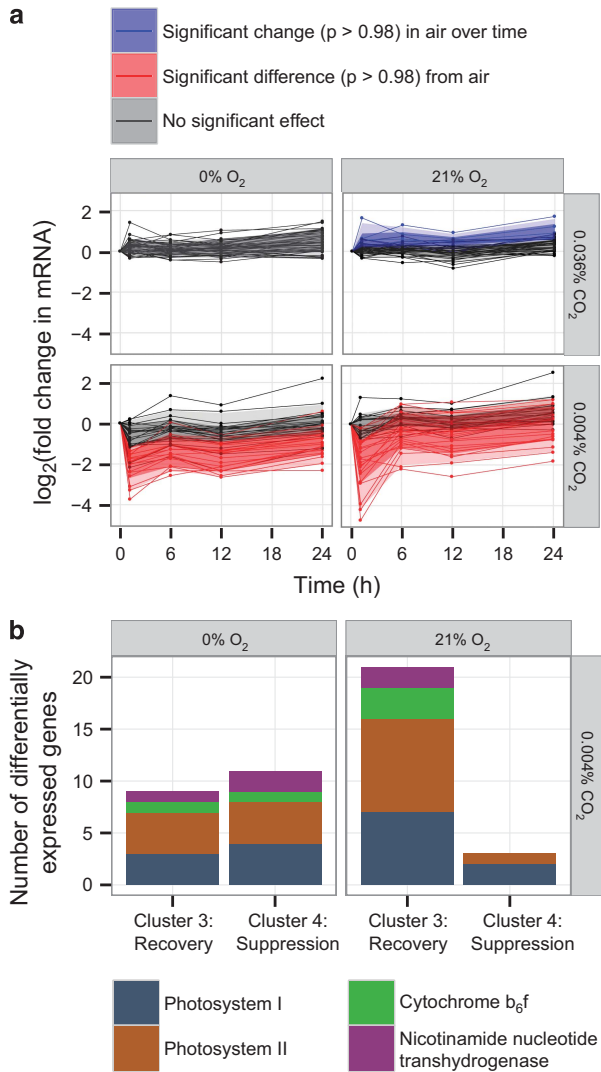 a
Significant change (p > 0.98) in air over time
Significant difference (p > 0.98) from air
No significant effect
0% O₂
21% O₂
log₂(fold change in mRNA)
2
0
−2
−4
0.036% CO₂
2
0
−2
−4
0.004% CO₂
0
6
12
24
0
6
12
24
Time (h)
b
0% O₂
21% O₂
Number of differentially
expressed genes
20
15
10
5
0
0.004% CO₂
Cluster 3:
Recovery
Cluster 4:
Suppression
Cluster 3:
Recovery
Cluster 4:
Suppression
Photosystem I
Photosystem II
Cytochrome b₆f
Nicotinamide nucleotide
transhydrogenase